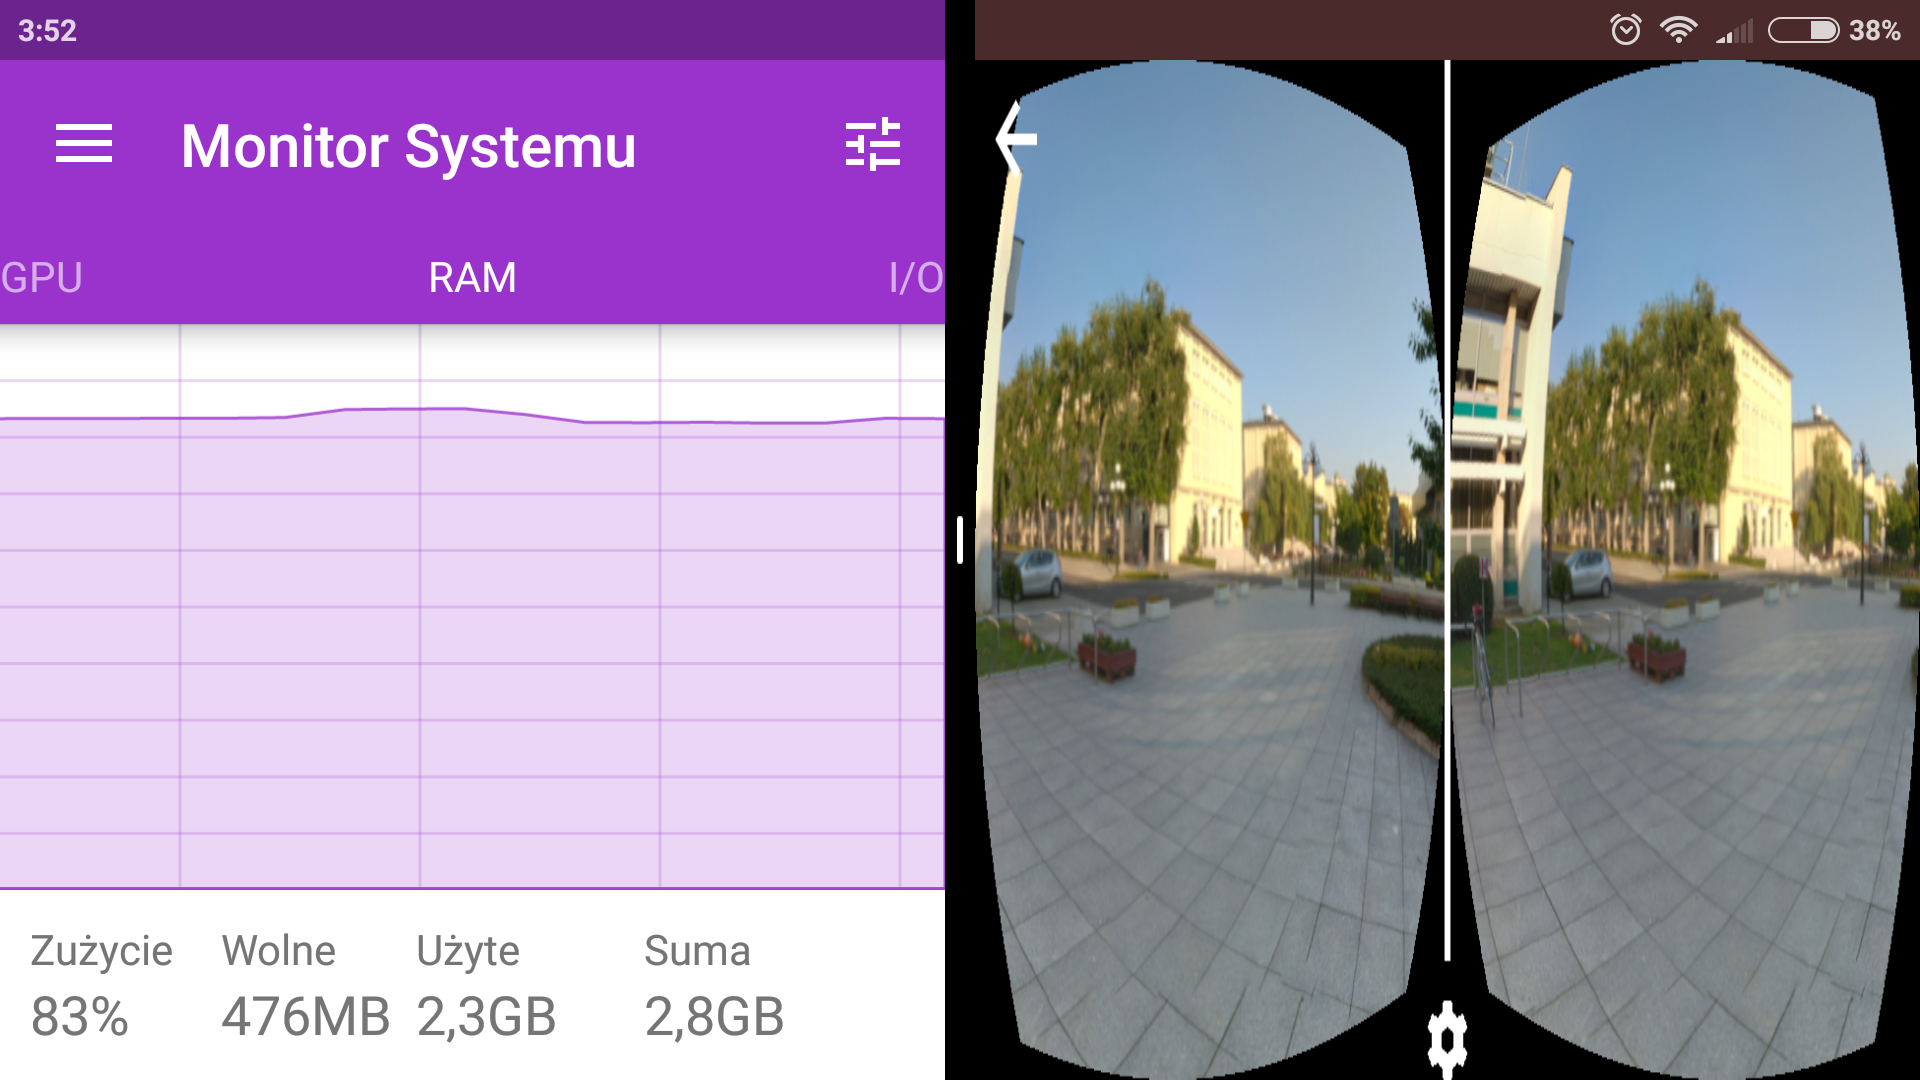 3:52
38%
Monitor Systemu
GPU RAM I/O
Zużycie Wolne Użyte Suma
83% 476MB 2,3GB 2,8GB